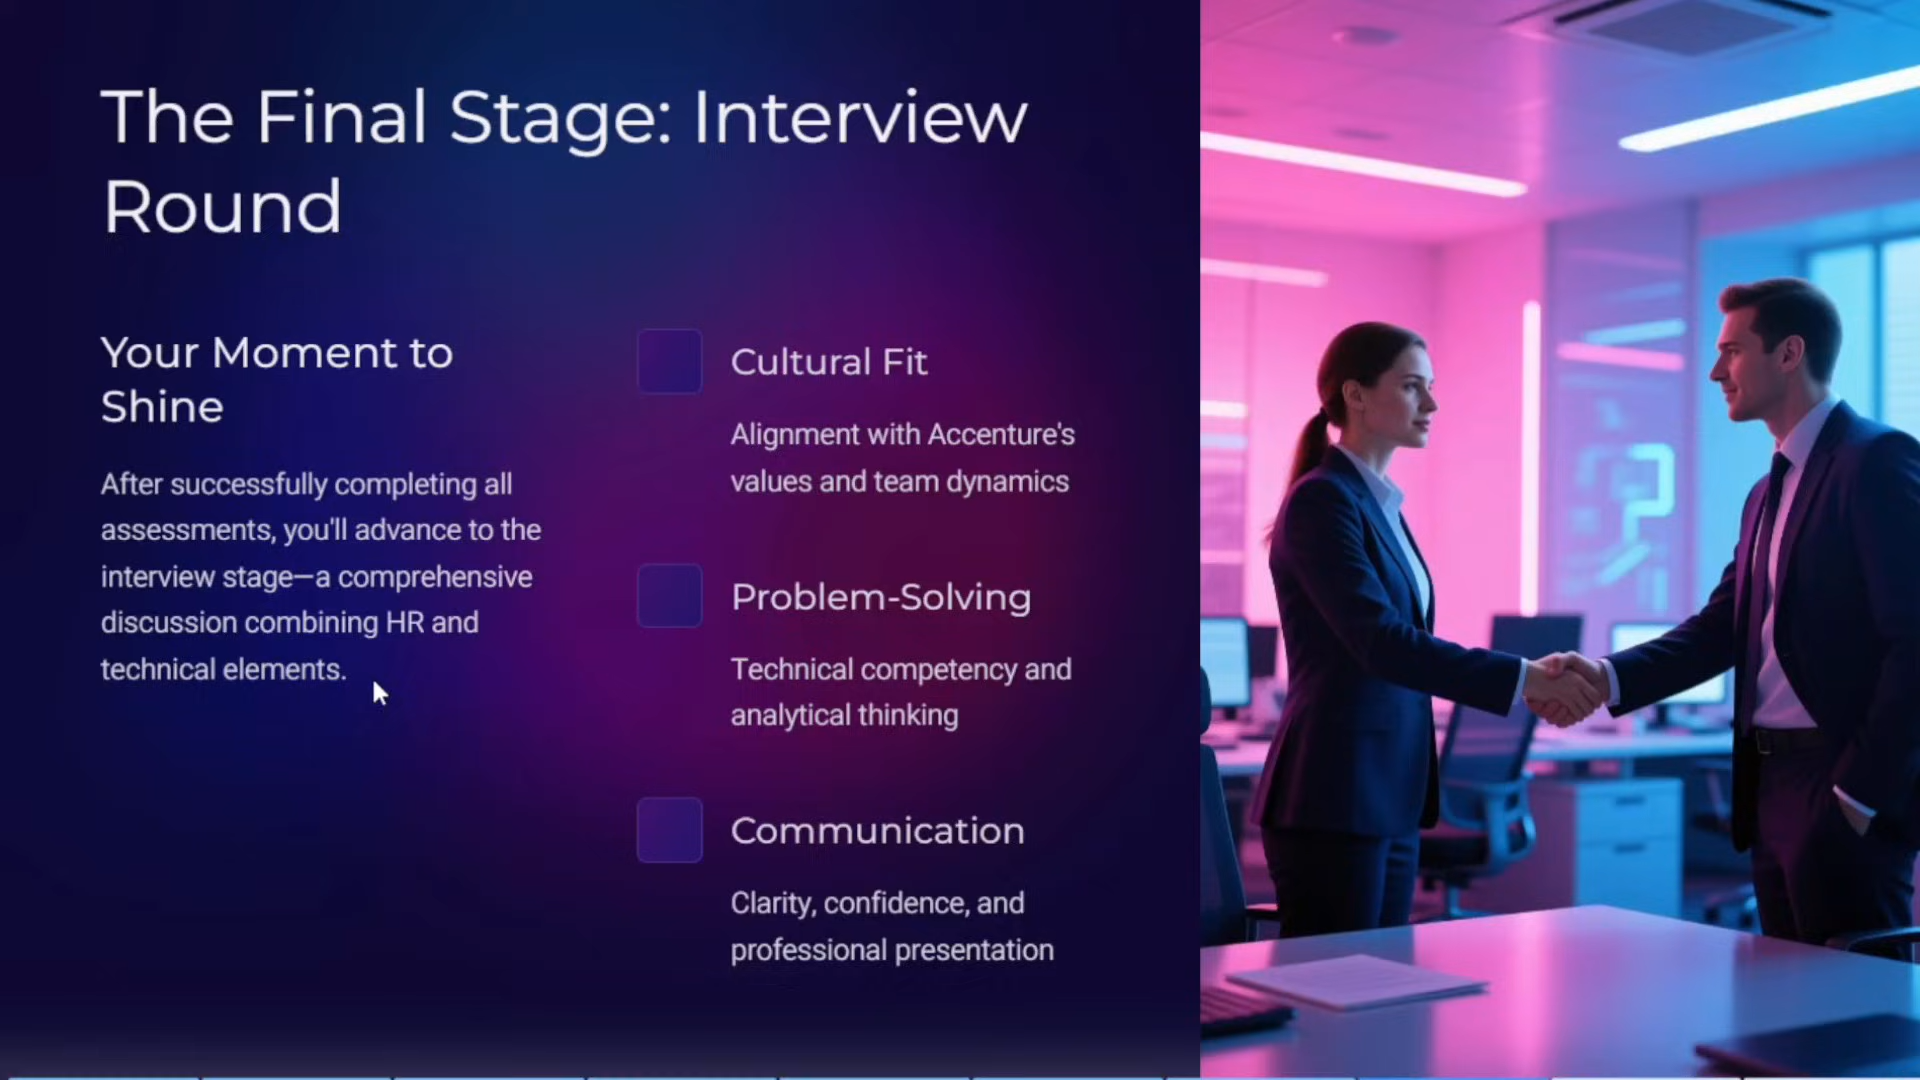 The Final Stage: Interview
Round
Your Moment to
Shine
After successfully completing all
assessments, you'll advance to the
interview stage—a comprehensive
discussion combining HR and
technical elements.
Cultural Fit
Alignment with Accenture's
values and team dynamics
Problem-Solving
Technical competency and
analytical thinking
Communication
Clarity, confidence, and
professional presentation